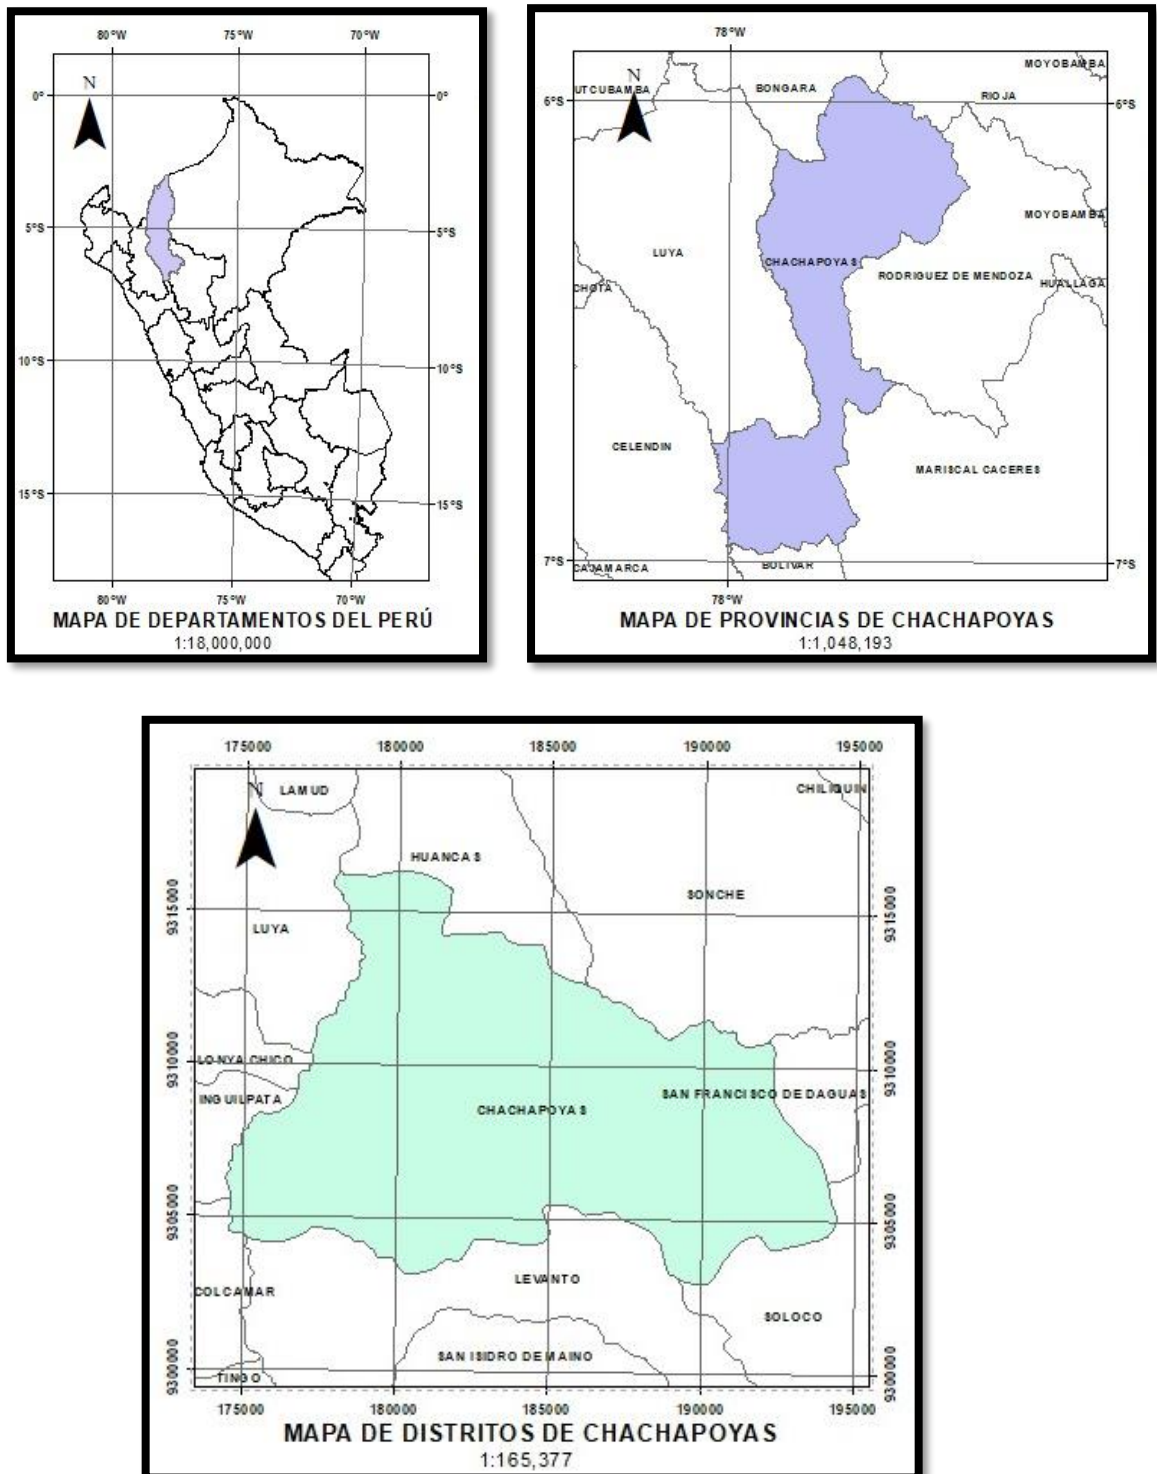 80°W 75°W 70°W
N
0° 0°
5°S 5°S
10°S 10°S
15°S 15°S
80°W 75°W 70°W
MAPA DE DEPARTAMENTOS DEL PERÚ
1:18,000,000
78°W
MOYOBAMBA
N
UTCUBAMBA BONGARA RIOJA
6°S 6°S
MOYOBAMBA
LUYA CHACHAPOYAS
RODRIGUEZ DE MENDOZA HUALLAGA
CHOTA
CELENDIN
MARISCAL CACERES
7°S 7°S
CAJAMARCA BOLIVAR
78°W
MAPA DE PROVINCIAS DE CHACHAPOYAS
1:1,048,193
175000 180000 185000 190000 195000
N LAMUD CHILIQUIN
HUANCAS
SONCHE
9315000 9315000
LUYA
9310000 9310000
LONYA CHICO
INGUILPATA SAN FRANCISCO DE DAGUAS
CHACHAPOYAS
9305000 9305000
COLCAMAR LEVANTO
SOLOCO
SAN ISIDRO DE MAINO
9300000 9300000
TINGO
175000 180000 185000 190000 195000
MAPA DE DISTRITOS DE CHACHAPOYAS
1:165,377